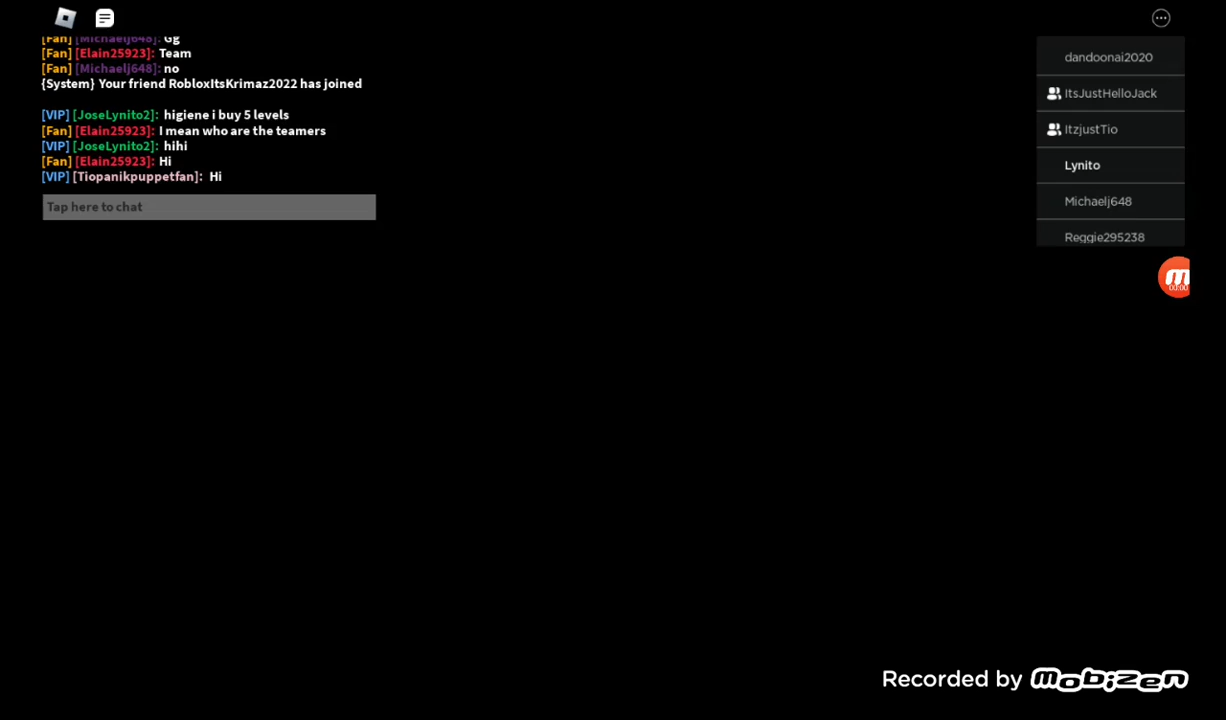 [Fan] [Michaelj648]: Gg
[Fan] [Elain25923]: Team
[Fan] [Michaelj648]: no
{System} Your friend RobloxItsKrimaz2022 has joined
[VIP] [JoseLynito2]: higiene i buy 5 levels
[Fan] [Elain25923]: I mean who are the teamers
[VIP] [JoseLynito2]: hihi
[Fan] [Elain25923]: Hi
[VIP] [Tiopanikpuppetfan]: Hi
Tap here to chat
dandoonai2020
ItsJustHelloJack
ItzjustTio
Lynito
Michaelj648
Reggie295238
00:00
Recorded by mobizen